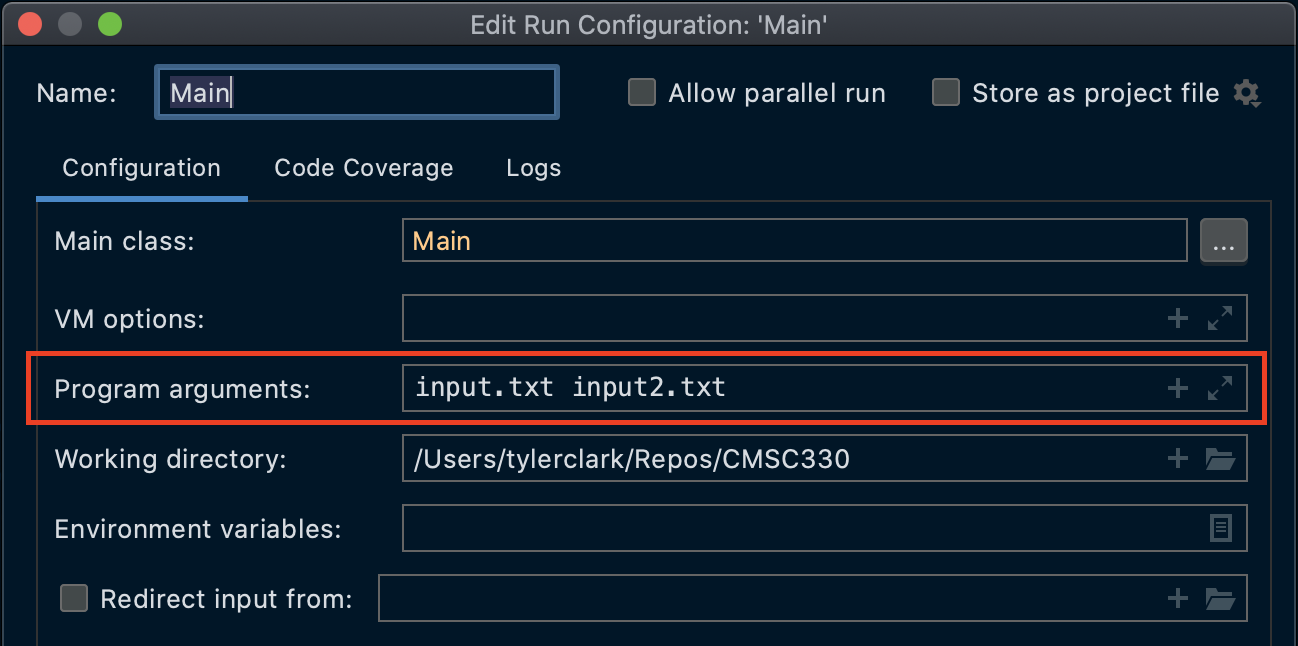 Edit Run Configuration: 'Main'
Name: Main Allow parallel run Store as project file
Configuration Code Coverage Logs
Main class: Main ...
VM options:
Program arguments: input.txt input2.txt
Working directory: /Users/tylerclark/Repos/CMSC330
Environment variables:
Redirect input from: